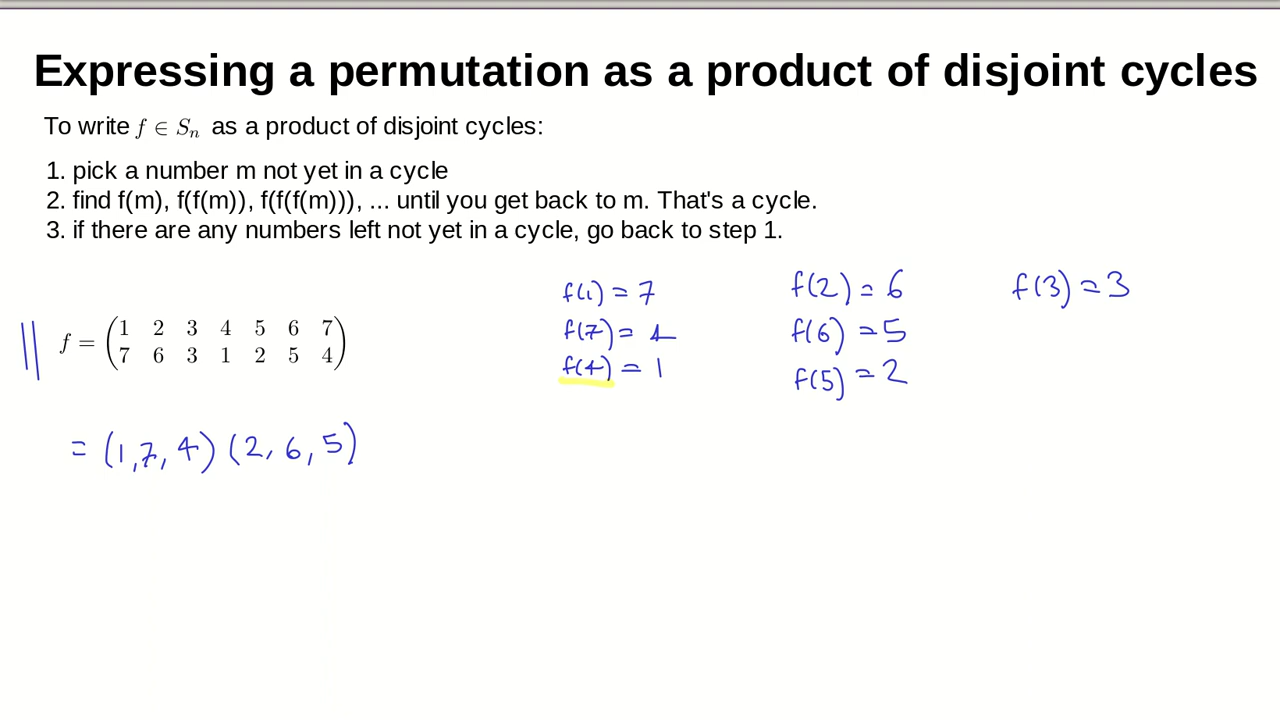 Expressing a permutation as a product of disjoint cycles
To write f ∈ Sₙ as a product of disjoint cycles:
1. pick a number m not yet in a cycle
2. find f(m), f(f(m)), f(f(f(m))), ... until you get back to m. That's a cycle.
3. if there are any numbers left not yet in a cycle, go back to step 1.
f = (1 2 3 4 5 6 7
7 6 3 1 2 5 4)
= (1,7,4)(2,6,5)
f(1) = 7
f(7) = 4
f(4) = 1
f(2) = 6
f(6) = 5
f(5) = 2
f(3) = 3